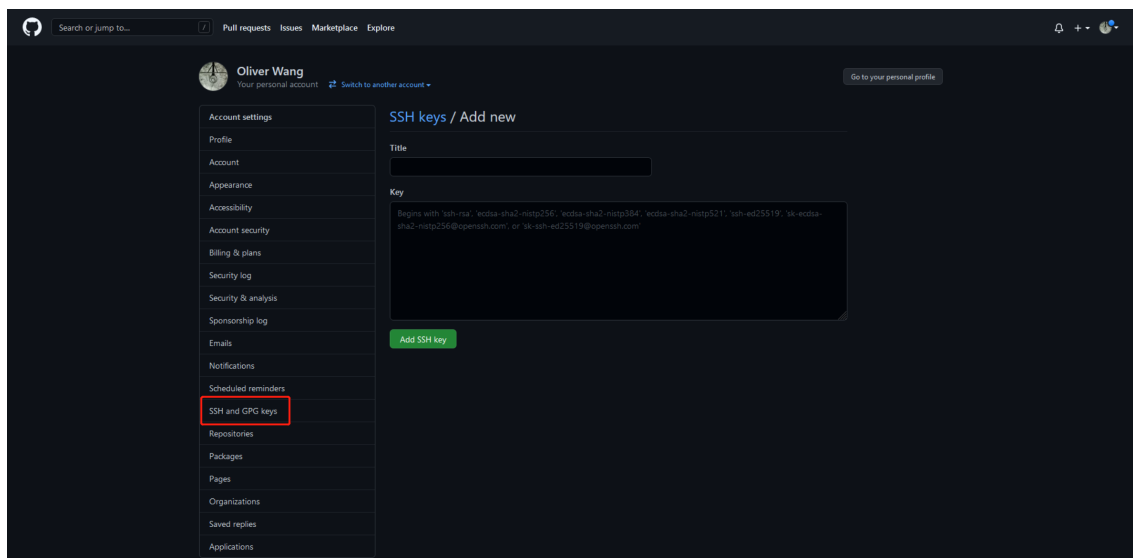 Search or jump to... /
Pull requests Issues Marketplace Explore
Oliver Wang
Your personal account Switch to another account
Go to your personal profile
Account settings
Profile
Account
Appearance
Accessibility
Account security
Billing & plans
Security log
Security & analysis
Sponsorship log
Emails
Notifications
Scheduled reminders
SSH and GPG keys
Repositories
Packages
Pages
Organizations
Saved replies
Applications
SSH keys / Add new
Title
Key
Begins with 'ssh-rsa', 'ecdsa-sha2-nistp256', 'ecdsa-sha2-nistp384', 'ecdsa-sha2-nistp521', 'ssh-ed25519', 'sk-ecdsa-
sha2-nistp256@openssh.com', or 'sk-ssh-ed25519@openssh.com'
Add SSH key